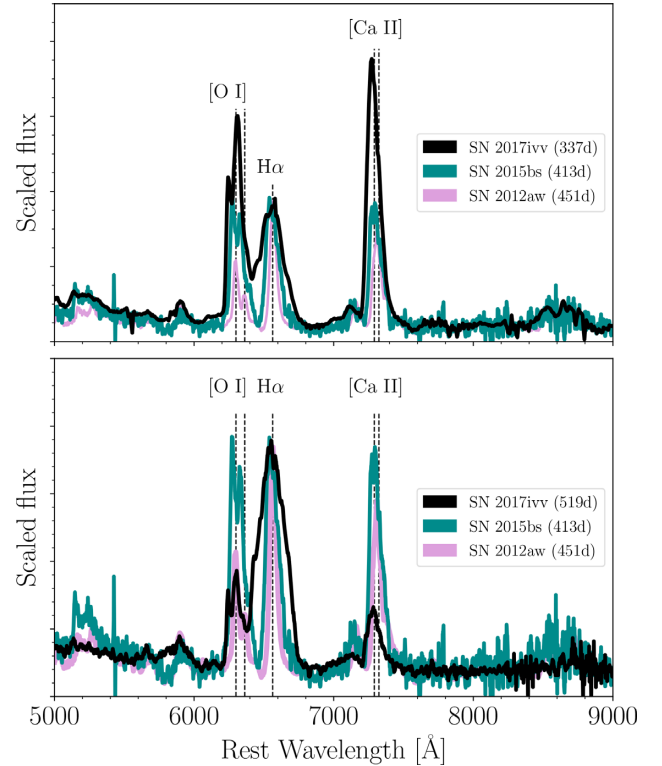 [Ca II]
[O I]
Hα
SN 2017ivv (337d)
SN 2015bs (413d)
SN 2012aw (451d)
Scaled flux
[O I] Hα [Ca II]
SN 2017ivv (519d)
SN 2015bs (413d)
SN 2012aw (451d)
Scaled flux
5000 6000 7000 8000 9000
Rest Wavelength [Å]